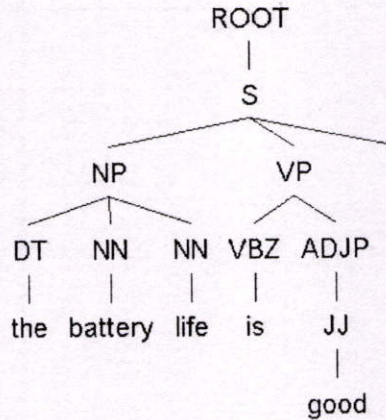 ROOT
S
NP VP
DT NN NN VBZ ADJP
the battery life is JJ
good